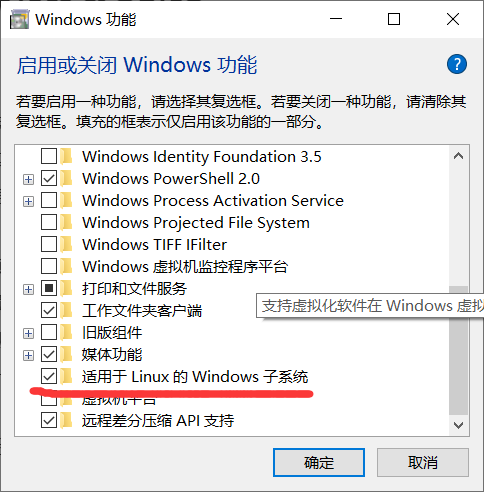 Windows 功能
启用或关闭 Windows 功能
若要启用一种功能，请选择其复选框。若要关闭一种功能，请清除其
复选框。填充的框表示仅启用该功能的一部分。
Windows Identity Foundation 3.5
Windows PowerShell 2.0
Windows Process Activation Service
Windows Projected File System
Windows TIFF IFilter
Windows 虚拟机监控程序平台
打印和文件服务
支持虚拟化软件在 Windows 虚拟
工作文件夹客户端
旧版组件
媒体功能
适用于 Linux 的 Windows 子系统
虚拟机平台
远程差分压缩 API 支持
确定
取消